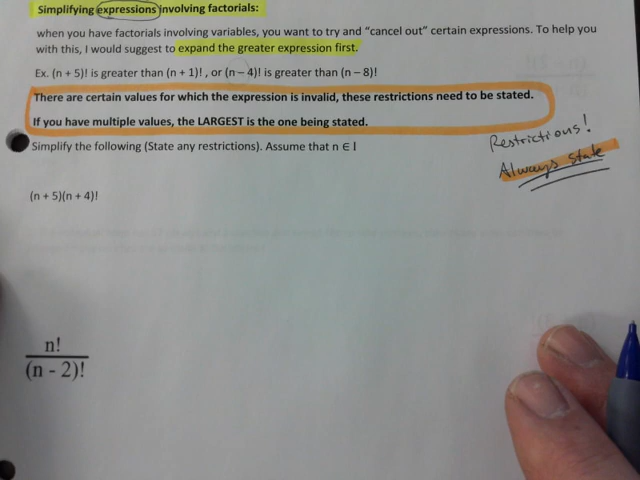 Simplifying expressions involving factorials:
when you have factorials involving variables, you want to try and “cancel out” certain expressions. To help you
with this, I would suggest to expand the greater expression first.
Ex. (n + 5)! is greater than (n + 1)! , or (n – 4)! is greater than (n – 8)!
There are certain values for which the expression is invalid, these restrictions need to be stated.
If you have multiple values, the LARGEST is the one being stated.
Restrictions!
Always state
Simplify the following (State any restrictions). Assume that n ∈ I
(n + 5)(n + 4)!
n!
(n - 2)!